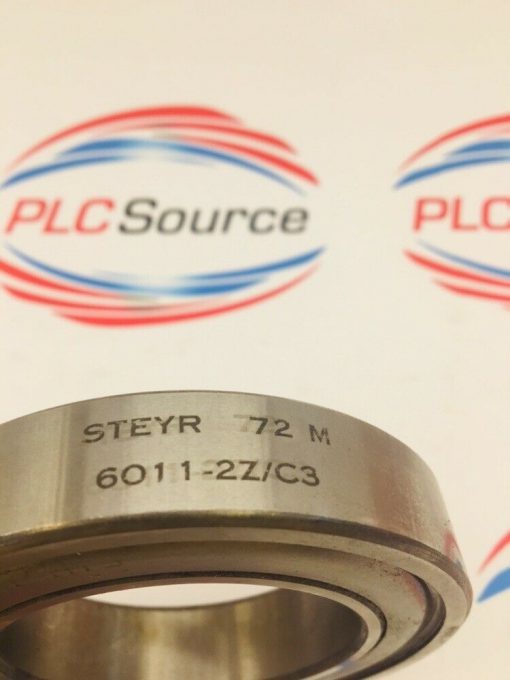 PLCSource
PLC
STEYR 72 M
6011-2Z/C3